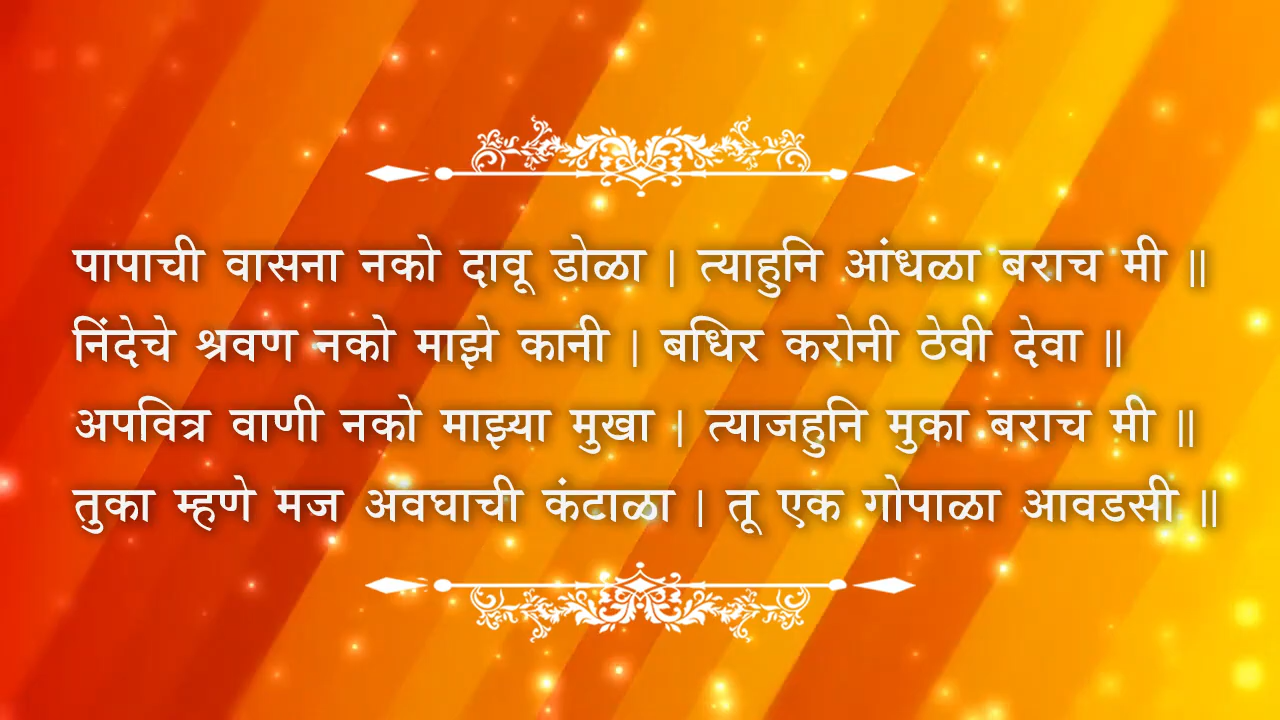 पापाची वासना नको दावू डोळा | त्याहुनि आंधळा बराच मी ||
निंदेचे श्रवण नको माझे कानी | बधिर करोनी ठेवी देवा ||
अपवित्र वाणी नको माझ्या मुखा | त्याजहुनि मुका बराच मी ||
तुका म्हणे मज अवघाची कंटाळा | तू एक गोपाळा आवडसी ||